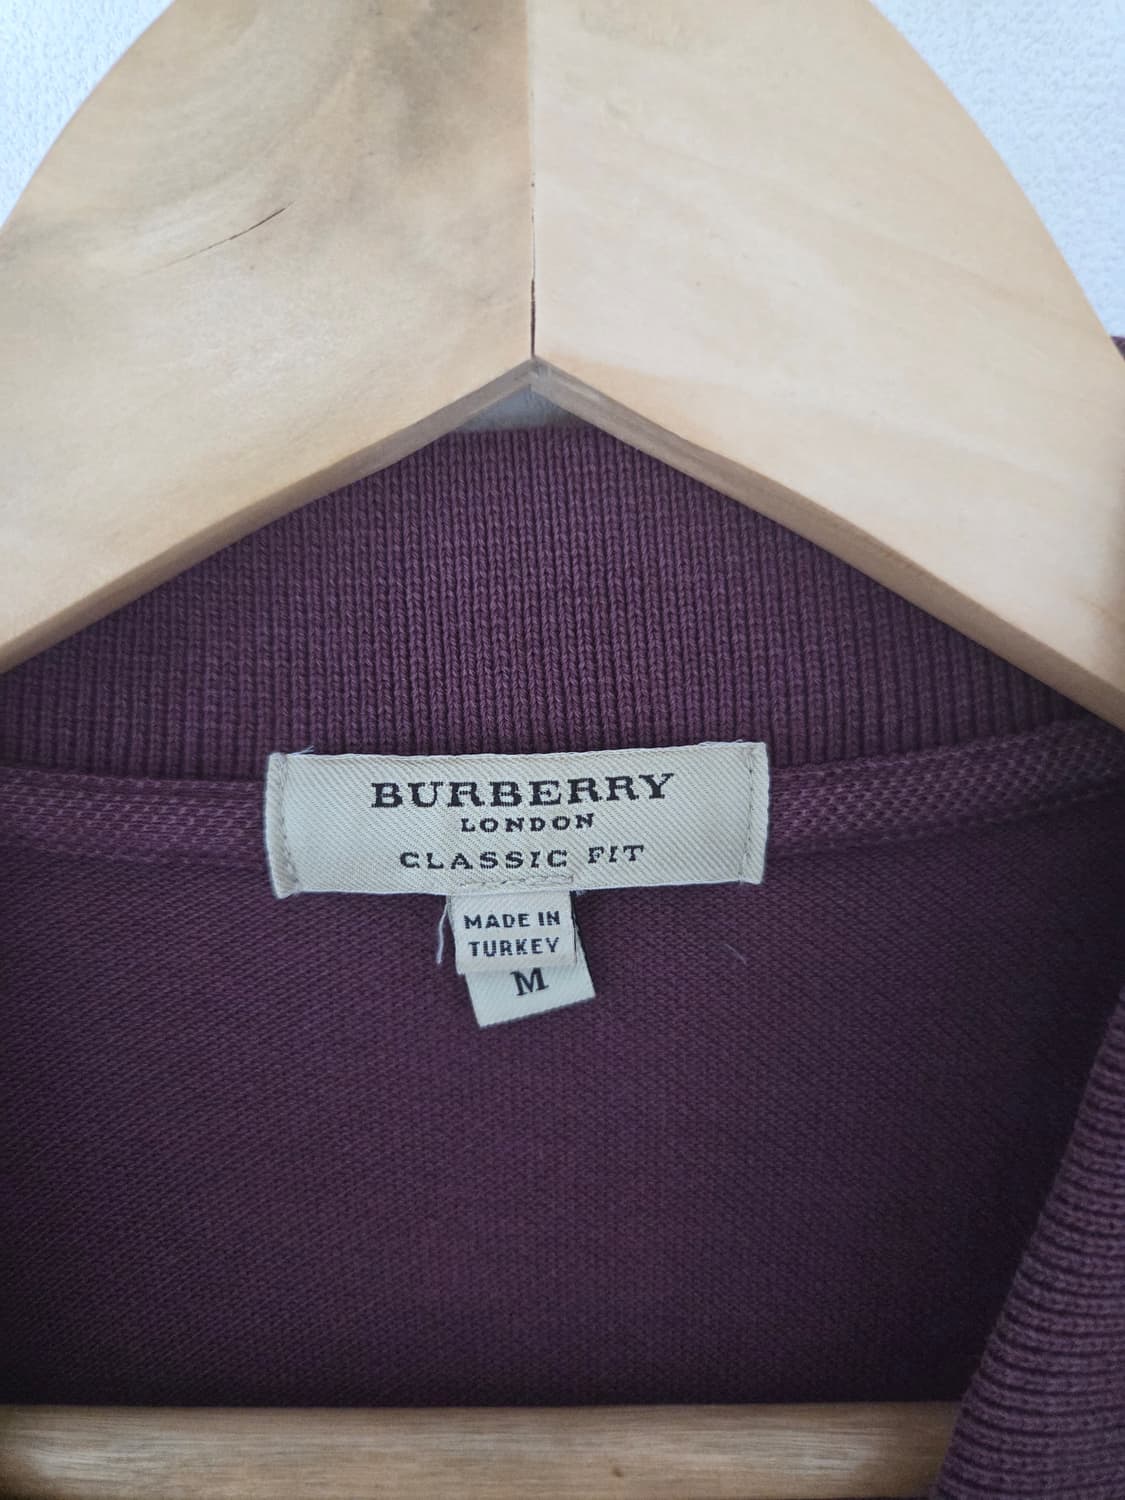 BURBERRY
LONDON
CLASSIC FIT
MADE IN
TURKEY
M